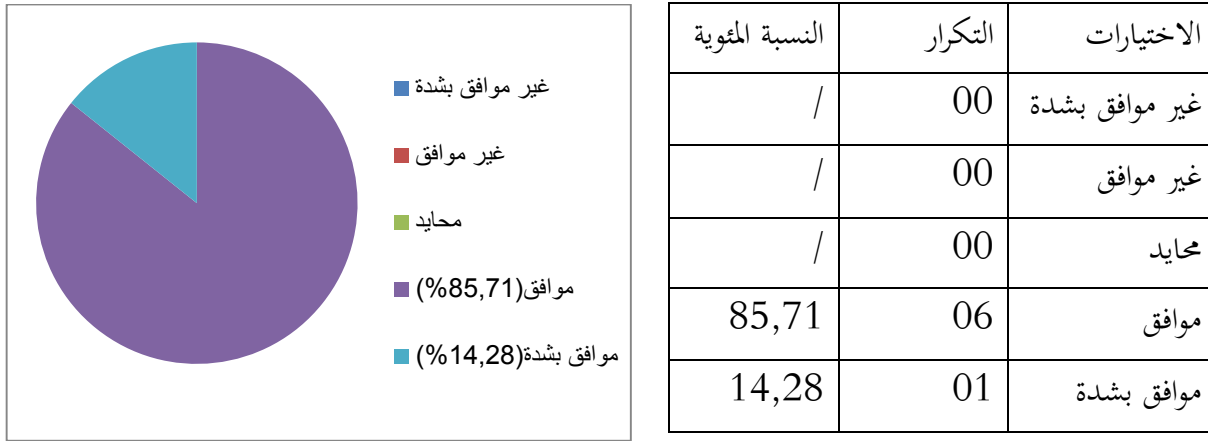 الاختيارات التكرار النسبة المئوية
غير موافق بشدة 00 /
غير موافق 00 /
محايد 00 /
موافق 06 85,71
موافق بشدة 01 14,28
غير موافق بشدة
غير موافق
محايد
موافق(85,71%)
موافق بشدة(14,28%)